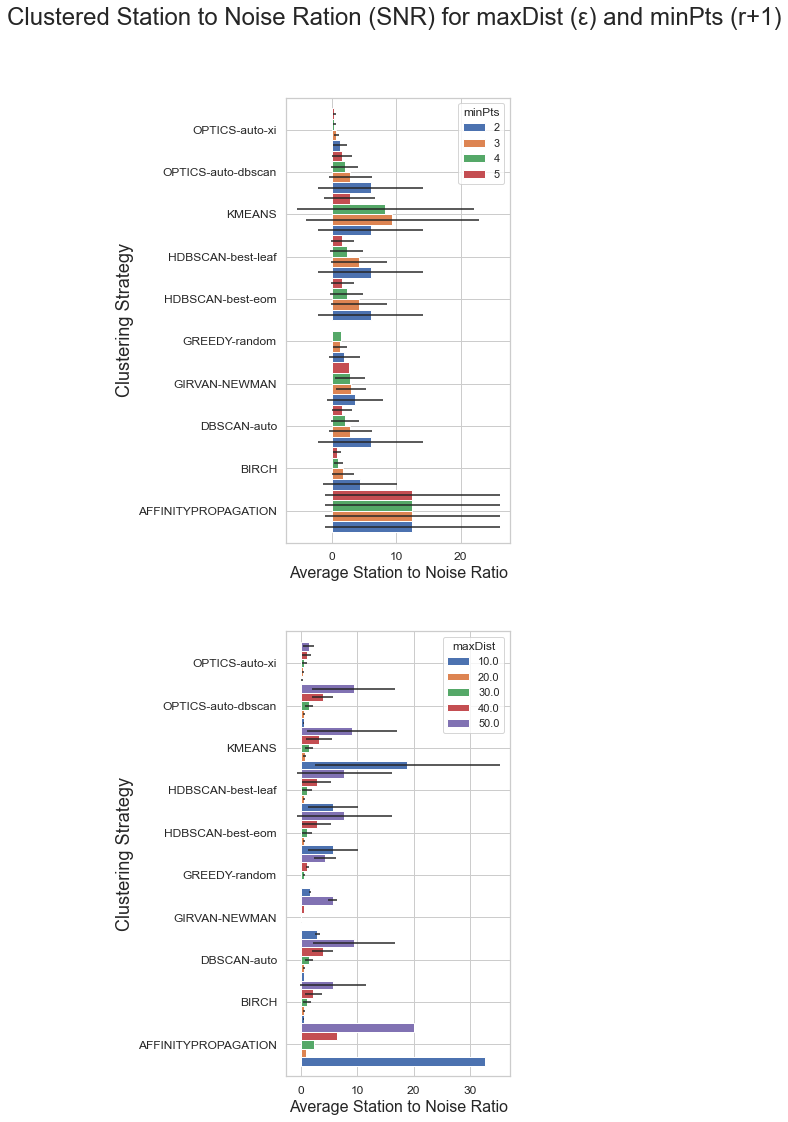 Clustered Station to Noise Ration (SNR) for maxDist (ε) and minPts (r+1)
minPts
2
3
4
5
OPTICS-auto-xi
OPTICS-auto-dbscan
KMEANS
HDBSCAN-best-leaf
HDBSCAN-best-eom
GREEDY-random
GIRVAN-NEWMAN
DBSCAN-auto
BIRCH
AFFINITYPROPAGATION
Clustering Strategy
0 10 20
Average Station to Noise Ratio
maxDist
10.0
20.0
30.0
40.0
50.0
OPTICS-auto-xi
OPTICS-auto-dbscan
KMEANS
HDBSCAN-best-leaf
HDBSCAN-best-eom
GREEDY-random
GIRVAN-NEWMAN
DBSCAN-auto
BIRCH
AFFINITYPROPAGATION
Clustering Strategy
0 10 20 30
Average Station to Noise Ratio